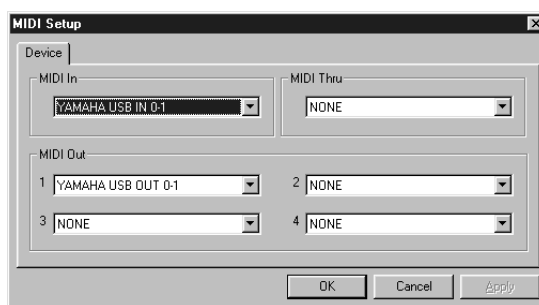 MIDI Setup
Device
MIDI In
MIDI Thru
YAMAHA USB IN 0-1
NONE
MIDI Out
1 YAMAHA USB OUT 0-1
2 NONE
3 NONE
4 NONE
OK Cancel Apply